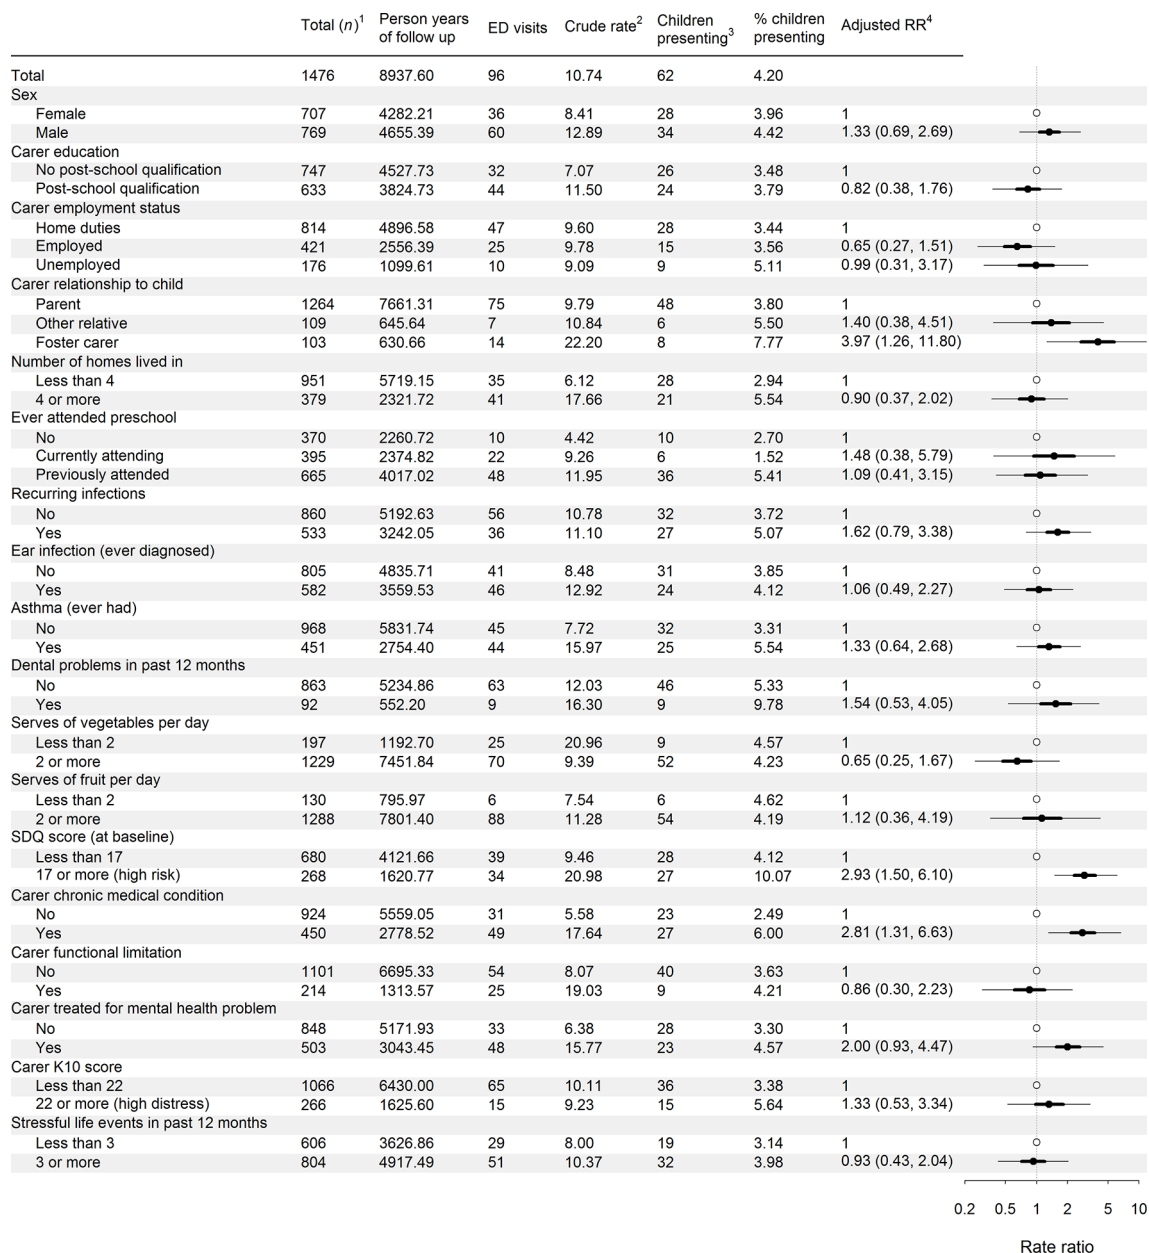 Total (n)1 Person years of follow up ED visits Crude rate2 Children presenting3 % children presenting Adjusted RR4
Total 1476 8937.60 96 10.74 62 4.20
Sex
Female 707 4282.21 36 8.41 28 3.96 1
Male 769 4655.39 60 12.89 34 4.42 1.33 (0.69, 2.69)
Carer education
No post-school qualification 747 4527.73 32 7.07 26 3.48 1
Post-school qualification 633 3824.73 44 11.50 24 3.79 0.82 (0.38, 1.76)
Carer employment status
Home duties 814 4896.58 47 9.60 28 3.44 1
Employed 421 2556.39 25 9.78 15 3.56 0.65 (0.27, 1.51)
Unemployed 176 1099.61 10 9.09 9 5.11 0.99 (0.31, 3.17)
Carer relationship to child
Parent 1264 7661.31 75 9.79 48 3.80 1
Other relative 109 645.64 7 10.84 6 5.50 1.40 (0.38, 4.51)
Foster carer 103 630.66 14 22.20 8 7.77 3.97 (1.26, 11.80)
Number of homes lived in
Less than 4 951 5719.15 35 6.12 28 2.94 1
4 or more 379 2321.72 41 17.66 21 5.54 0.90 (0.37, 2.02)
Ever attended preschool
No 370 2260.72 10 4.42 10 2.70 1
Currently attending 395 2374.82 22 9.26 6 1.52 1.48 (0.38, 5.79)
Previously attended 665 4017.02 48 11.95 36 5.41 1.09 (0.41, 3.15)
Recurring infections
No 860 5192.63 56 10.78 32 3.72 1
Yes 533 3242.05 36 11.10 27 5.07 1.62 (0.79, 3.38)
Ear infection (ever diagnosed)
No 805 4835.71 41 8.48 31 3.85 1
Yes 582 3559.53 46 12.92 24 4.12 1.06 (0.49, 2.27)
Asthma (ever had)
No 968 5831.74 45 7.72 32 3.31 1
Yes 451 2754.40 44 15.97 25 5.54 1.33 (0.64, 2.68)
Dental problems in past 12 months
No 863 5234.86 63 12.03 46 5.33 1
Yes 92 552.20 9 16.30 9 9.78 1.54 (0.53, 4.05)
Serves of vegetables per day
Less than 2 197 1192.70 25 20.96 9 4.57 1
2 or more 1229 7451.84 70 9.39 52 4.23 0.65 (0.25, 1.67)
Serves of fruit per day
Less than 2 130 795.97 6 7.54 6 4.62 1
2 or more 1288 7801.40 88 11.28 54 4.19 1.12 (0.36, 4.19)
SDQ score (at baseline)
Less than 17 680 4121.66 39 9.46 28 4.12 1
17 or more (high risk) 268 1620.77 34 20.98 27 10.07 2.93 (1.50, 6.10)
Carer chronic medical condition
No 924 5559.05 31 5.58 23 2.49 1
Yes 450 2778.52 49 17.64 27 6.00 2.81 (1.31, 6.63)
Carer functional limitation
No 1101 6695.33 54 8.07 40 3.63 1
Yes 214 1313.57 25 19.03 9 4.21 0.86 (0.30, 2.23)
Carer treated for mental health problem
No 848 5171.93 33 6.38 28 3.30 1
Yes 503 3043.45 48 15.77 23 4.57 2.00 (0.93, 4.47)
Carer K10 score
Less than 22 1066 6430.00 65 10.11 36 3.38 1
22 or more (high distress) 266 1625.60 15 9.23 15 5.64 1.33 (0.53, 3.34)
Stressful life events in past 12 months
Less than 3 606 3626.86 29 8.00 19 3.14 1
3 or more 804 4917.49 51 10.37 32 3.98 0.93 (0.43, 2.04)
0.2 0.5 1 2 5 10
Rate ratio